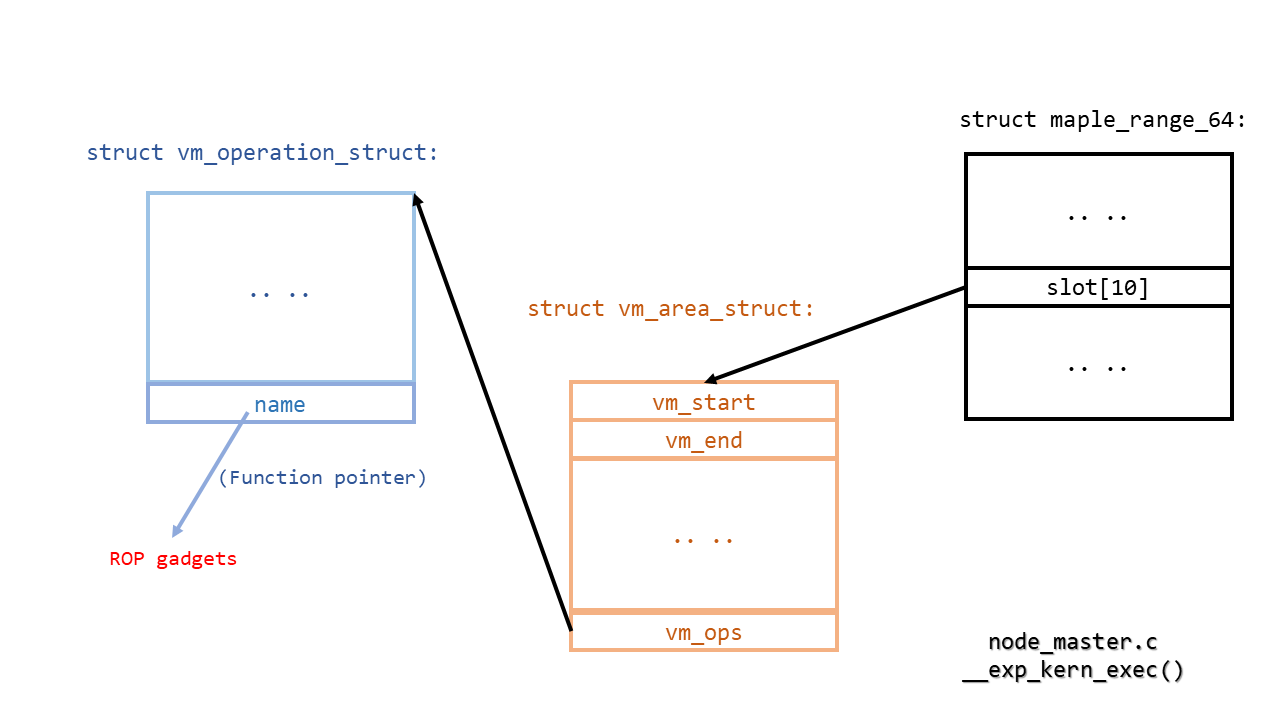 struct maple_range_64:
struct vm_operation_struct:
.. ..
.. ..
slot[10]
struct vm_area_struct:
.. ..
name
vm_start
vm_end
(Function pointer)
.. ..
ROP gadgets
vm_ops
node_master.c
__exp_kern_exec()